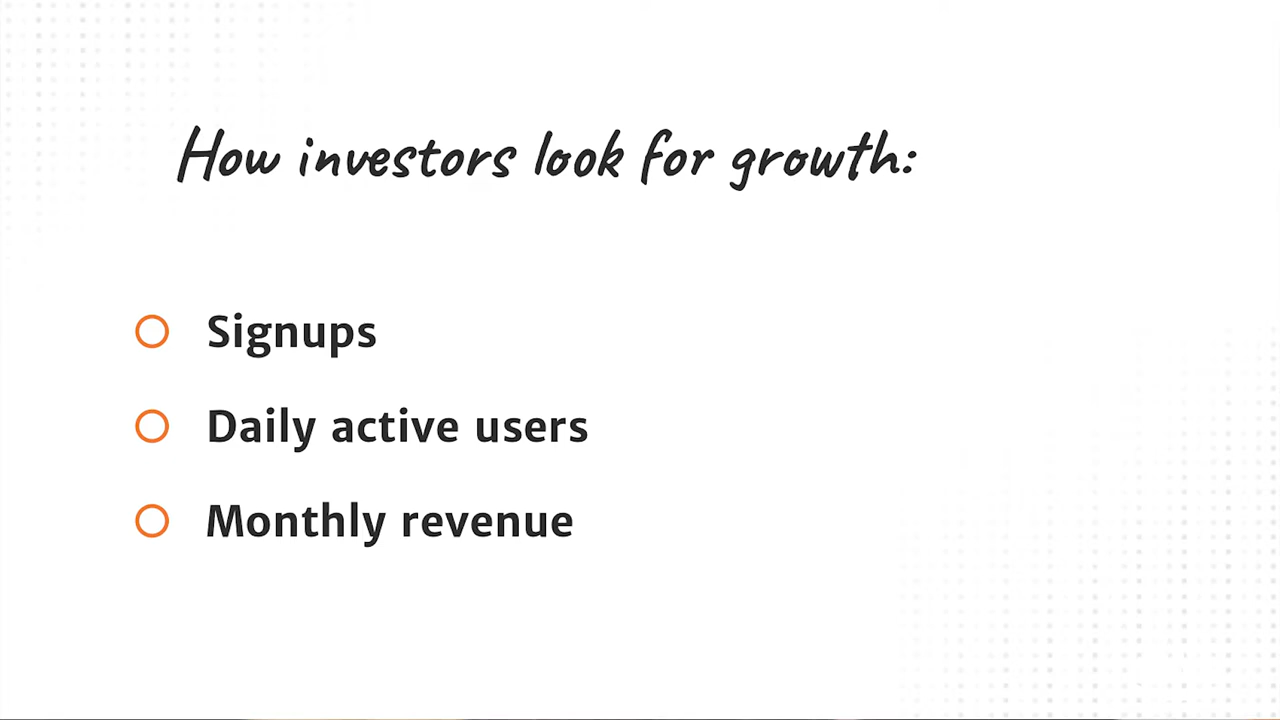 How investors look for growth:
Signups
Daily active users
Monthly revenue